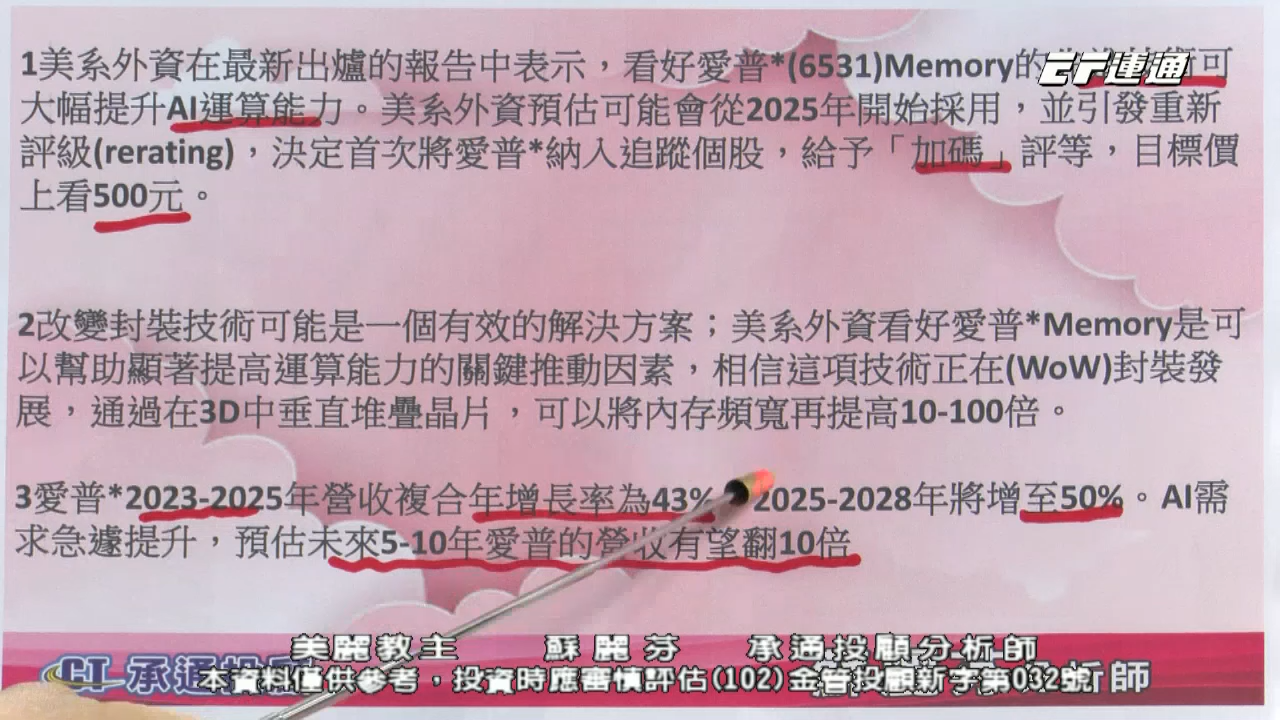 1美系外資在最新出爐的報告中表示，看好愛普*(6531)Memory的 可
EF運通
大幅提升AI運算能力。美系外資預估可能會從2025年開始採用，並引發重新
評級(rerating)，決定首次將愛普*納入追蹤個股，給予「加碼」評等，目標價
上看500元。
2改變封裝技術可能是一個有效的解決方案；美系外資看好愛普*Memory是可
以幫助顯著提高運算能力的關鍵推動因素，相信這項技術正在(WoW)封裝發
展，通過在3D中垂直堆疊晶片，可以將內存頻寬再提高10-100倍。
3愛普*2023-2025年營收複合年增長率為43% 2025-2028年將增至50%。AI需
求急遽提升，預估未來5-10年愛普的營收有望翻10倍
美麗教主 蘇麗芬 承通投顧分析師
CT 承通投顧 析師
本資料僅供參考，投資時應審慎評估(102)金管投顧新字第032號